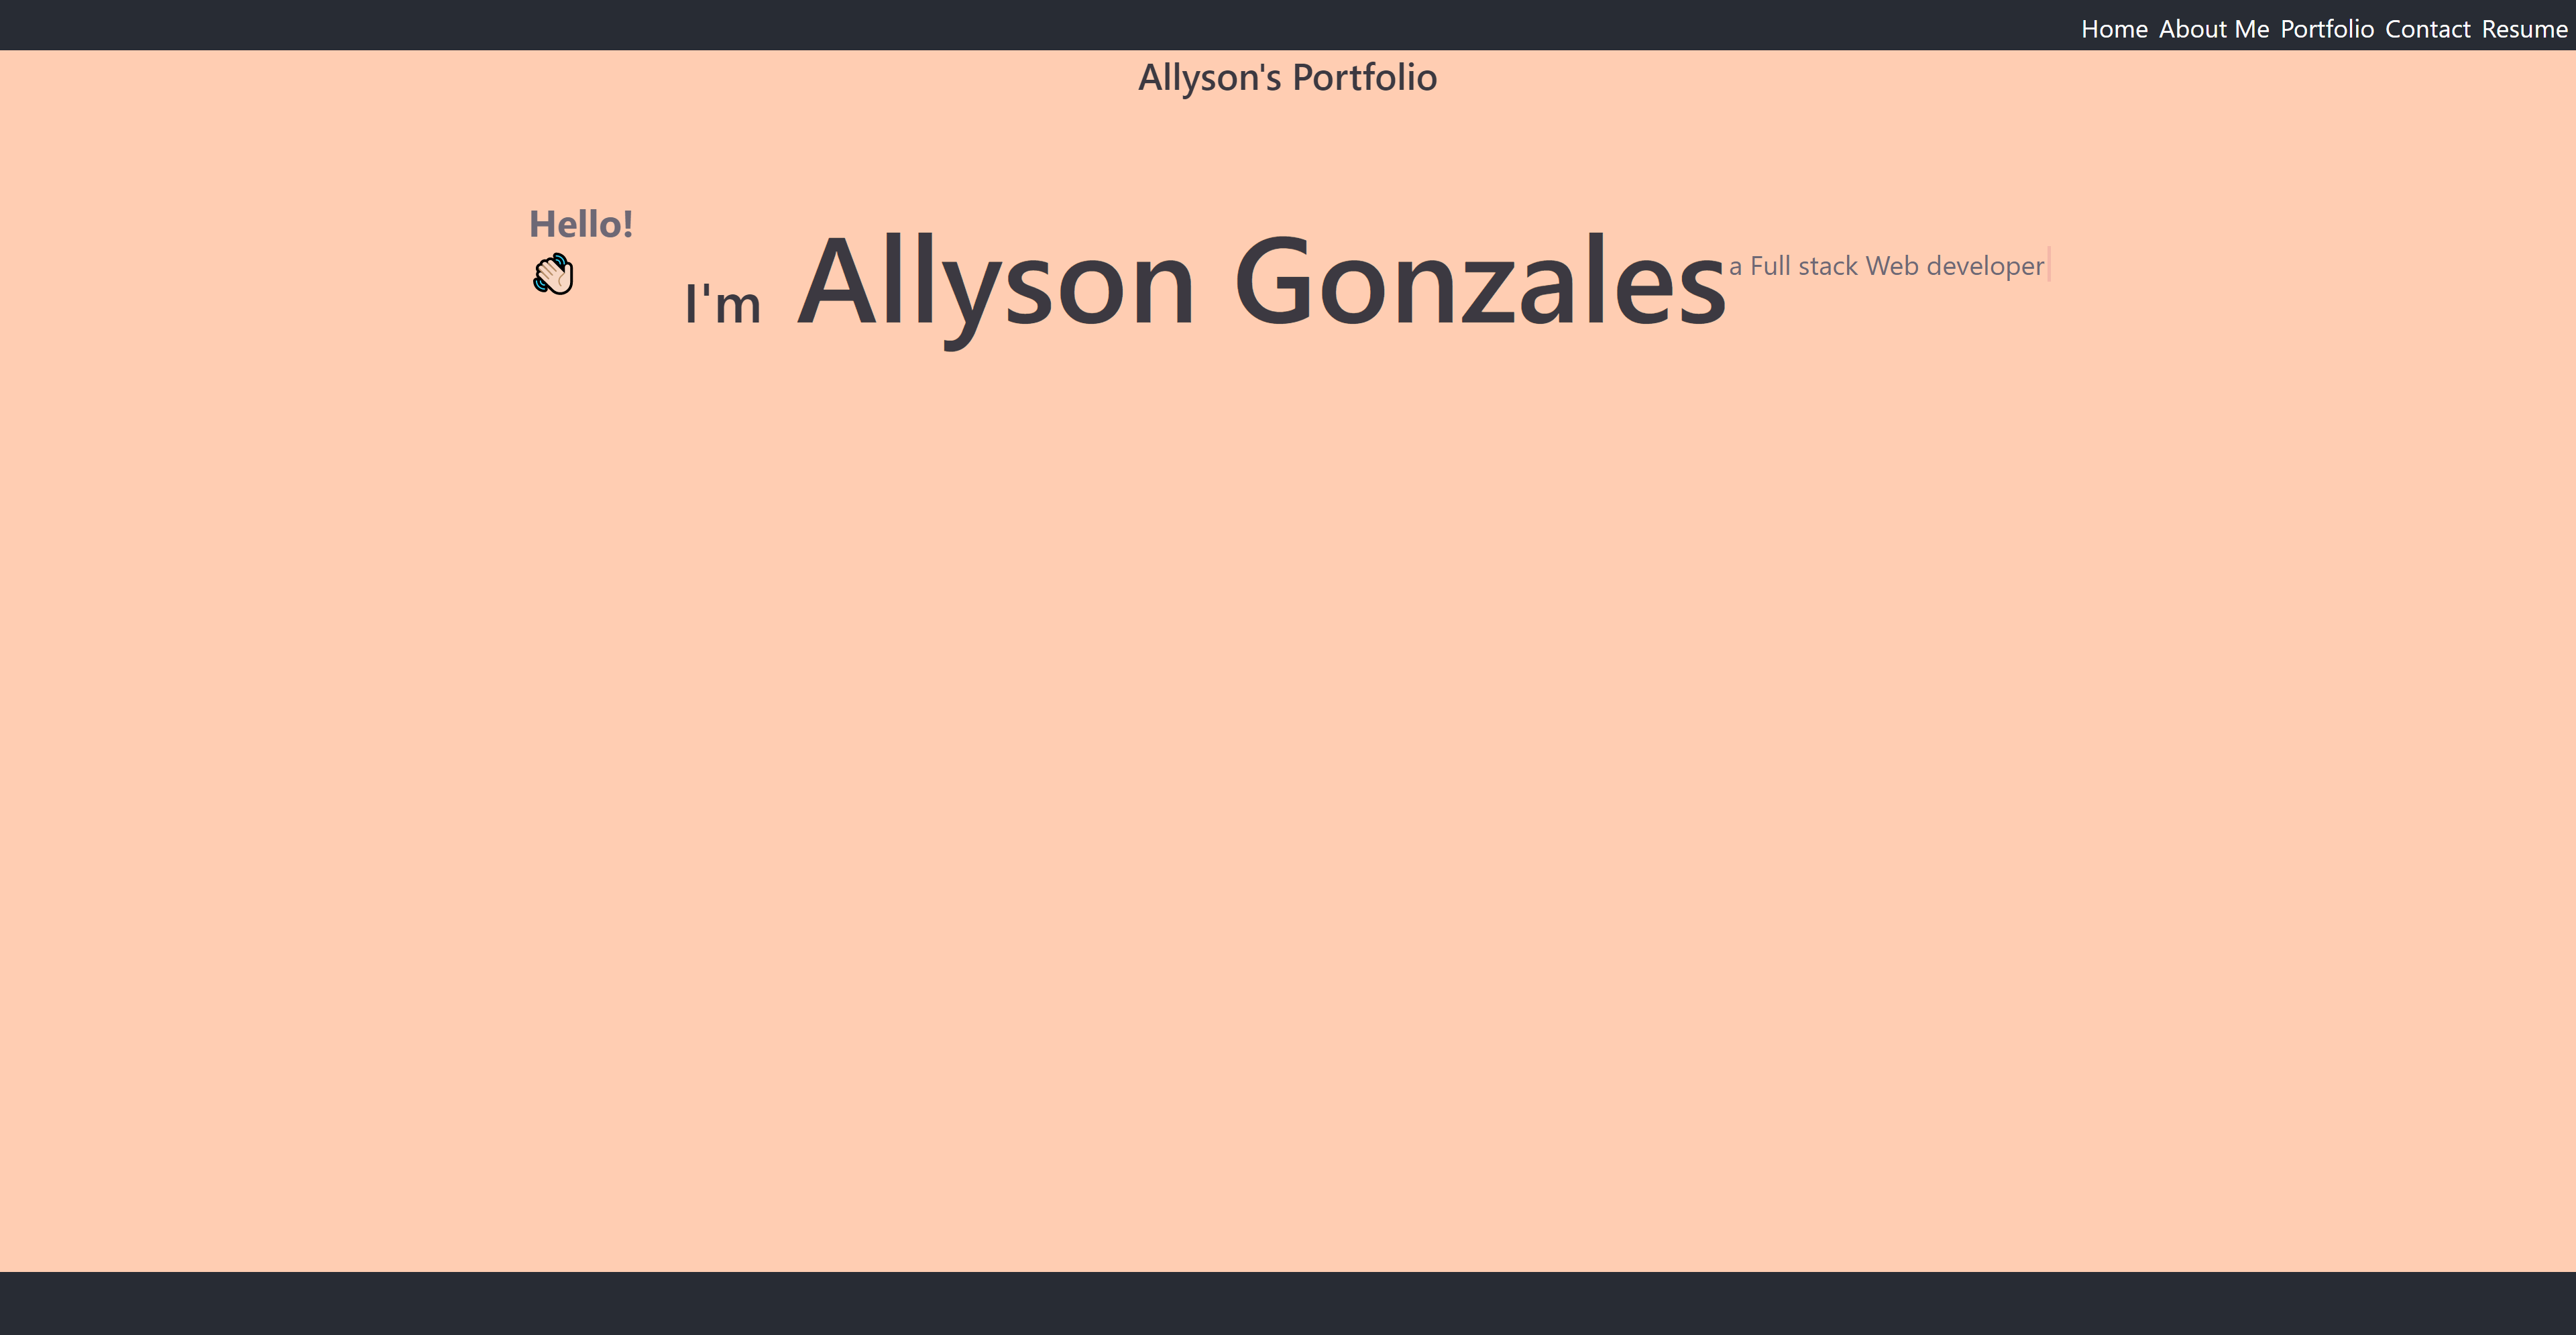 Home About Me Portfolio Contact Resume
Allyson's Portfolio
Hello!
I'm Allyson Gonzales
a Full stack Web developer